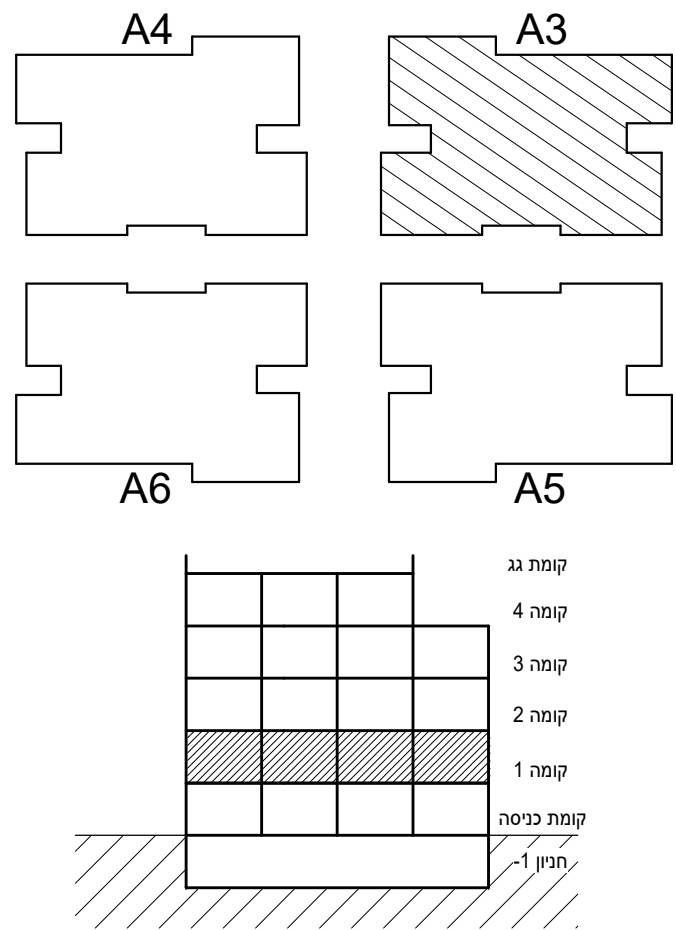 A4
A3
A6
A5
קומת גג
קומה 4
קומה 3
קומה 2
קומה 1
קומת כניסה
חניון 1-